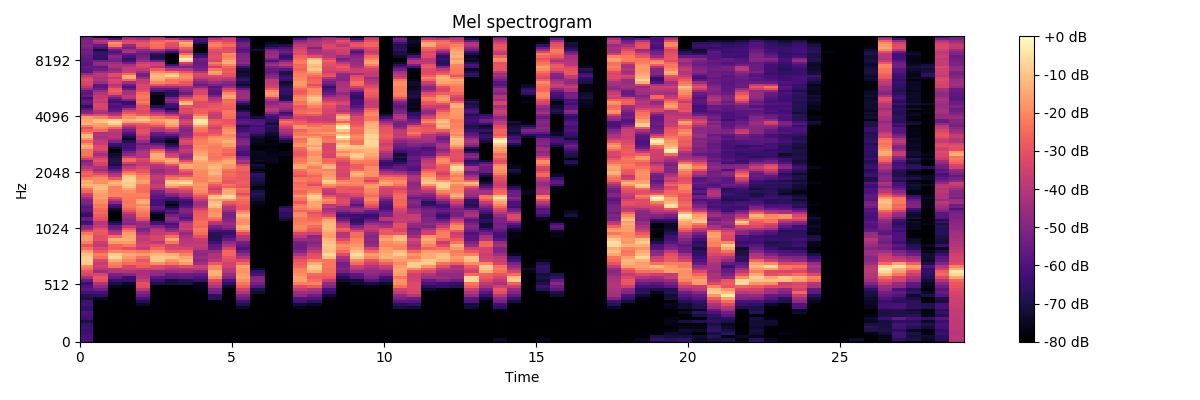 Mel spectrogram
+0 dB
8192
-10 dB
4096
-20 dB
-30 dB
2048
-40 dB
Hz
1024
-50 dB
-60 dB
512
-70 dB
0
-80 dB
0 5 10 15 20 25
Time